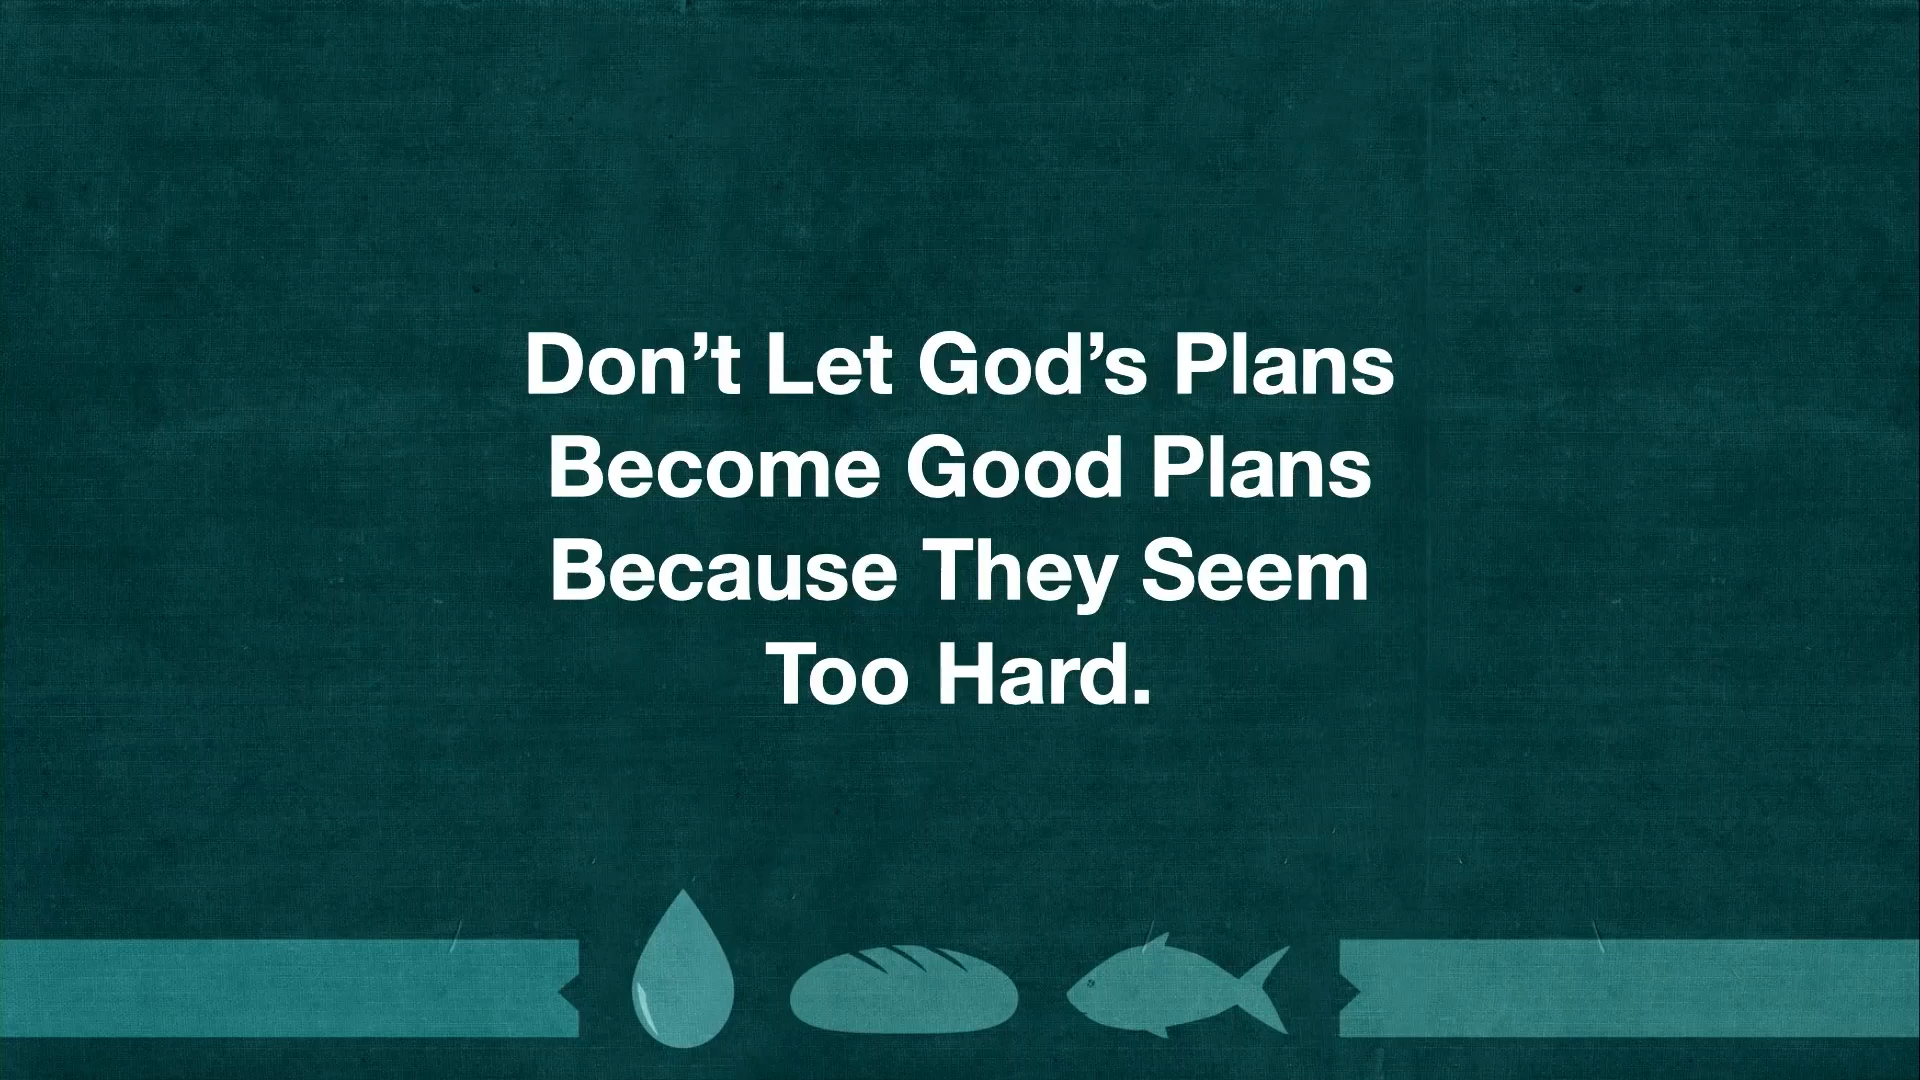 Don’t Let God’s Plans
Become Good Plans
Because They Seem
Too Hard.